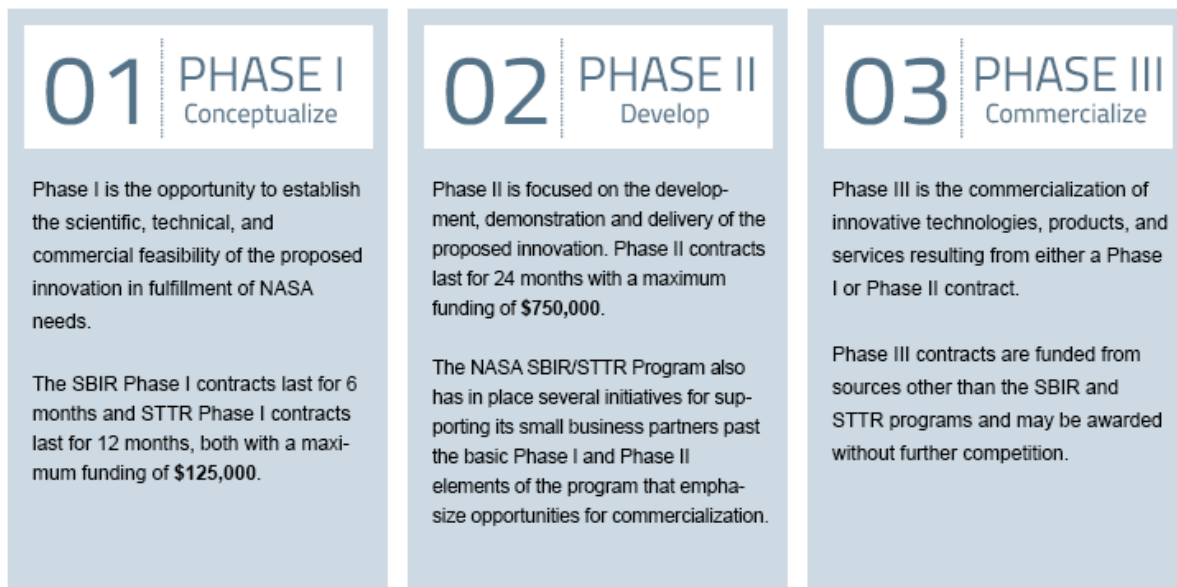 01
PHASE I
Conceptualize
Phase I is the opportunity to establish
the scientific, technical, and
commercial feasibility of the proposed
innovation in fulfillment of NASA
needs.
The SBIR Phase I contracts last for 6
months and STTR Phase I contracts
last for 12 months, both with a maxi-
mum funding of $125,000.
02
PHASE II
Develop
Phase II is focused on the develop-
ment, demonstration and delivery of the
proposed innovation. Phase II contracts
last for 24 months with a maximum
funding of $750,000.
The NASA SBIR/STTR Program also
has in place several initiatives for sup-
porting its small business partners past
the basic Phase I and Phase II
elements of the program that empha-
size opportunities for commercialization.
03
PHASE III
Commercialize
Phase III is the commercialization of
innovative technologies, products, and
services resulting from either a Phase
I or Phase II contract.
Phase III contracts are funded from
sources other than the SBIR and
STTR programs and may be awarded
without further competition.